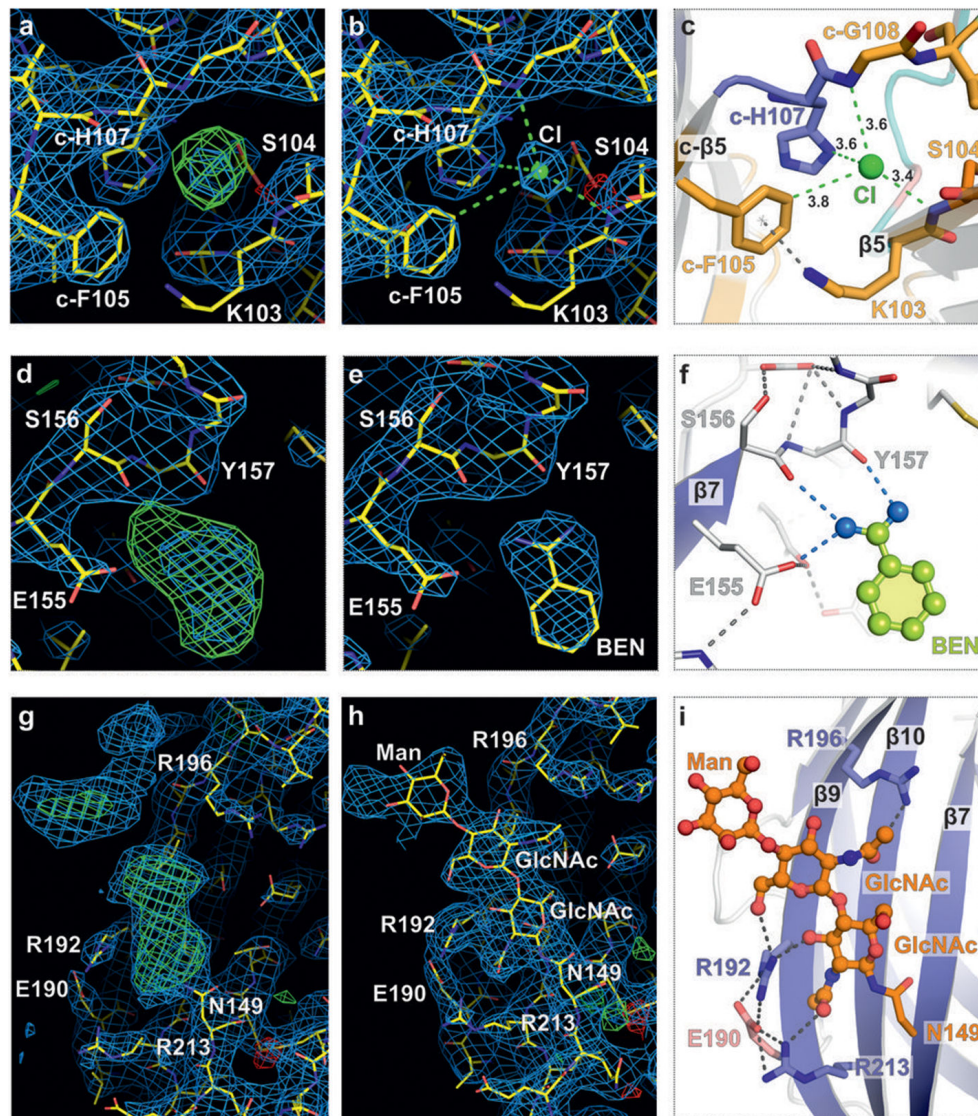 a
c-H107
S104
c-F105
K103
b
c-H107
Cl
S104
c-F105
K103
c
c-G108
c-H107
c-β5
3.6
3.6
S104
3.4
Cl
3.8
β5
c-F105
K103
d
S156
Y157
E155
e
S156
Y157
E155
BEN
f
S156
Y157
β7
E155
BEN
g
R196
R192
E190
N149
R213
h
Man
R196
GlcNAc
GlcNAc
R192
N149
E190
R213
i
β10
R196
Man
β9
β7
GlcNAc
GlcNAc
R192
N149
E190
R213